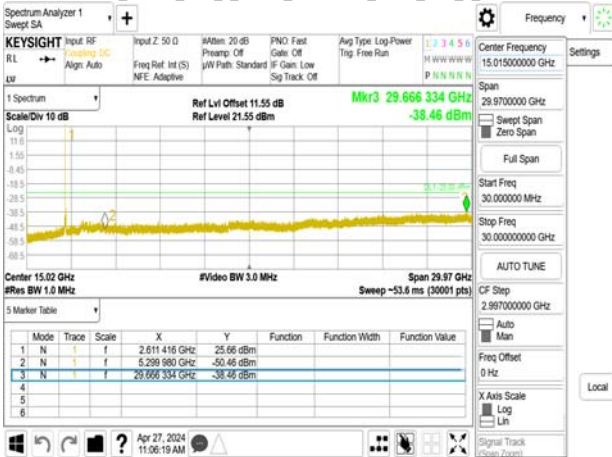 Spectrum Analyzer 1
Swept SA
Frequency
KEYSIGHT
Input: RF
Coupling: DC
Align: Auto
Input Z: 50 Ω
Freq Ref: Int (S)
NFE: Adaptive
#Atten: 20 dB
Preamp: Off
µW Path: Standard
PNO: Fast
Gate: Off
IF Gain: Low
Sig Track: Off
Avg Type: Log-Power
Trig: Free Run
1 2 3 4 5 6
M W W W W W
P N N N N N
RL
1 Spectrum
Scale/Div 10 dB
Ref Lvl Offset 11.55 dB
Ref Level 21.55 dBm
Mkr3 29.666 334 GHz
-38.46 dBm
Log
11.6
1.55
-8.45
-18.5
-28.5
-38.5
-48.5
-58.5
-68.5
1
2
Center 15.02 GHz
#Res BW 1.0 MHz
#Video BW 3.0 MHz
Span 29.97 GHz
Sweep ~53.6 ms (30001 pts)
5 Marker Table
Mode Trace Scale X Y Function Function Width Function Value
1 N 1 f 2.611 416 GHz 25.66 dBm
2 N 1 f 5.299 980 GHz -50.46 dBm
3 N 1 f 29.666 334 GHz -38.46 dBm
4
5
6
Apr 27, 2024
11:06:19 AM
Center Frequency
15.015000000 GHz
Settings
Span
29.9700000 GHz
Swept Span
Zero Span
Full Span
Start Freq
30.000000 MHz
Stop Freq
30.000000000 GHz
AUTO TUNE
CF Step
2.997000000 GHz
Auto
Man
Freq Offset
0 Hz
Local
X Axis Scale
Log
Lin
Signal Track
(Span Zoom)